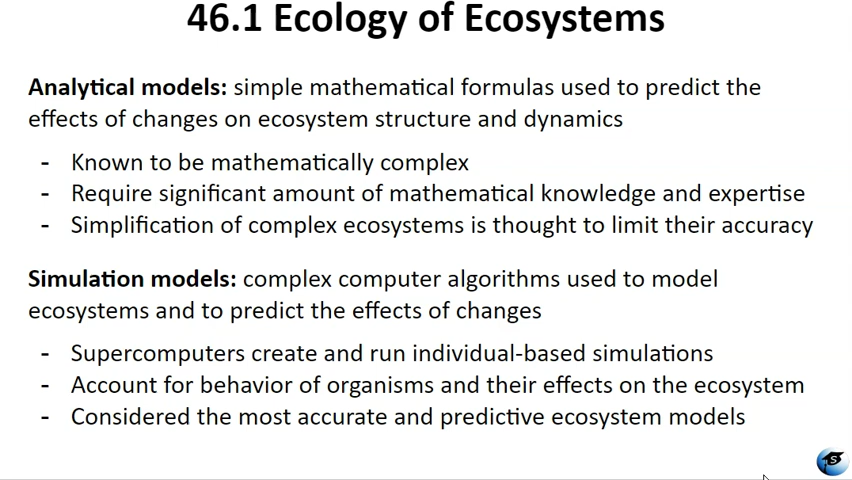 46.1 Ecology of Ecosystems
Analytical models: simple mathematical formulas used to predict the
effects of changes on ecosystem structure and dynamics
- Known to be mathematically complex
- Require significant amount of mathematical knowledge and expertise
- Simplification of complex ecosystems is thought to limit their accuracy
Simulation models: complex computer algorithms used to model
ecosystems and to predict the effects of changes
- Supercomputers create and run individual-based simulations
- Account for behavior of organisms and their effects on the ecosystem
- Considered the most accurate and predictive ecosystem models
S